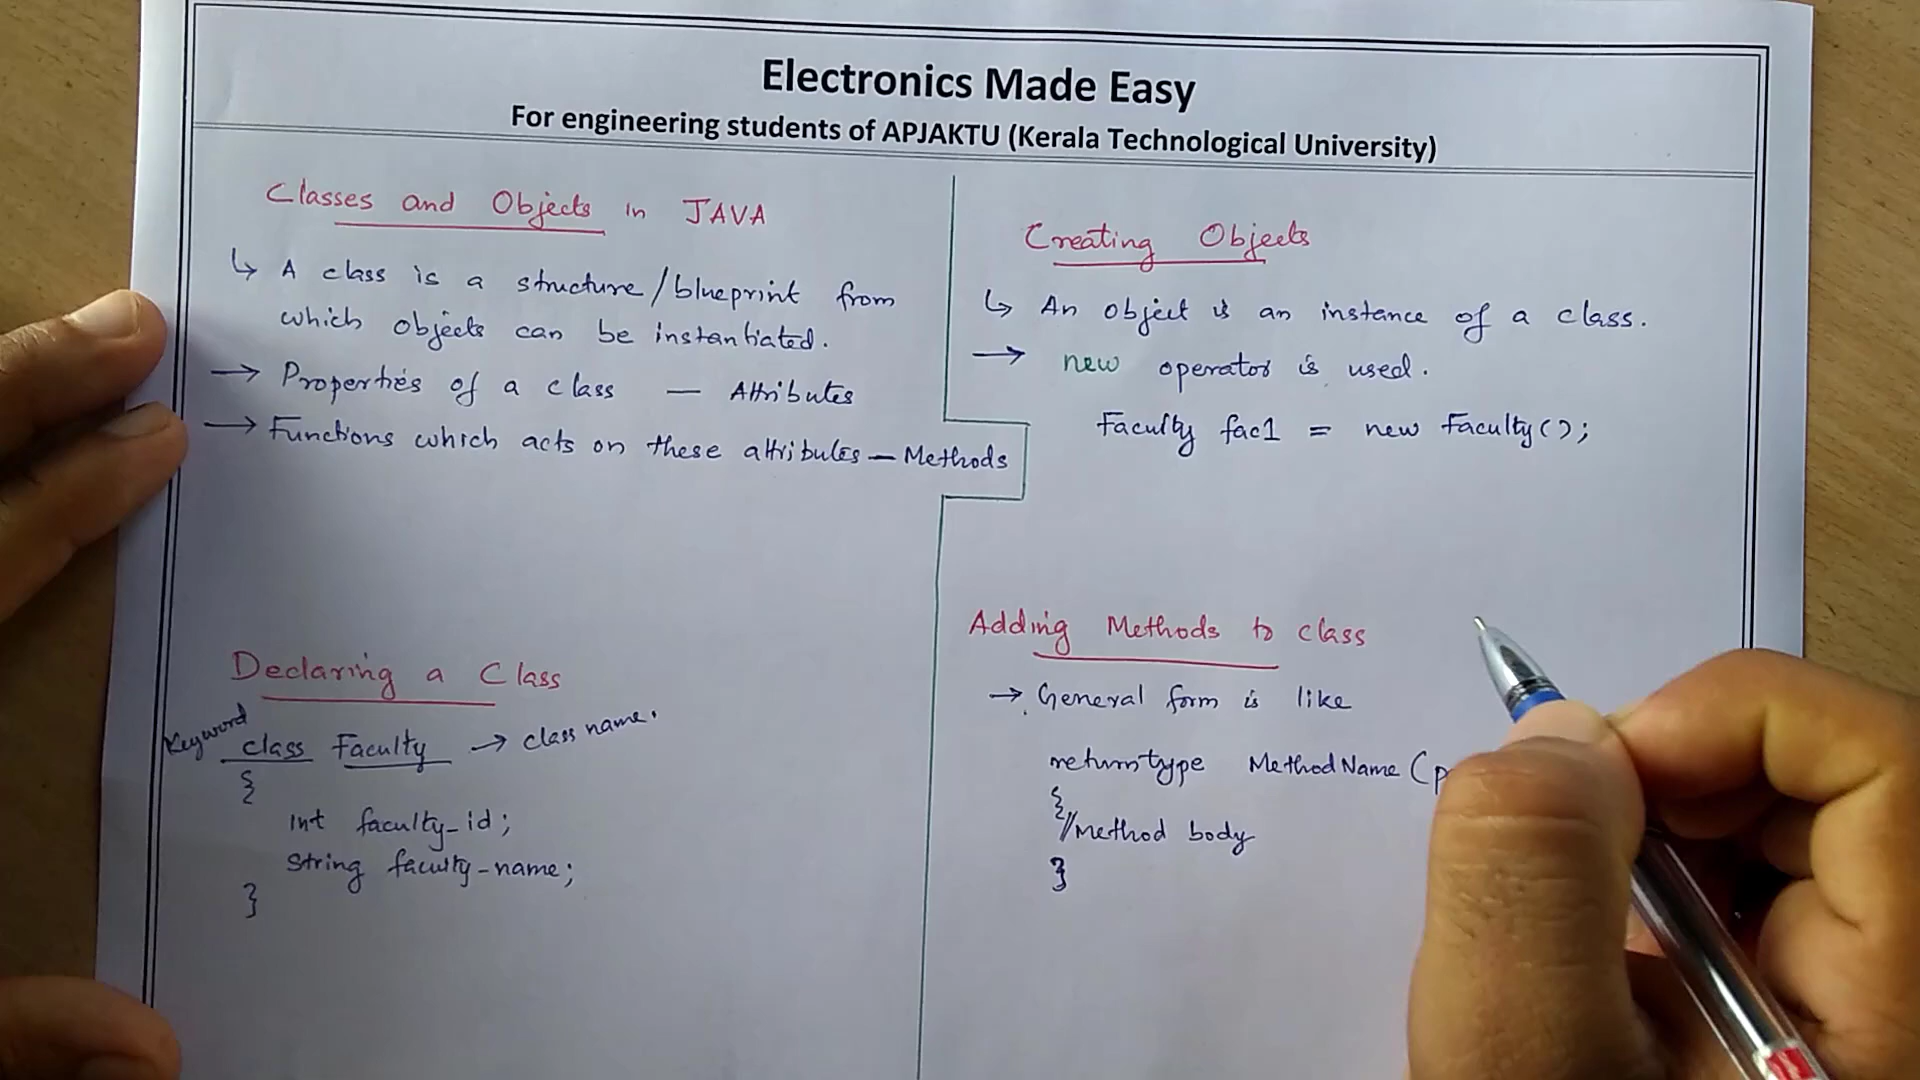 Electronics Made Easy
For engineering students of APJAKTU (Kerala Technological University)
Classes and Objects in JAVA
↳ A class is a structure/blueprint from
which objects can be instantiated.
→ Properties of a class — Attributes
→ Functions which acts on these attributes — Methods
Declaring a Class
Keyword class Faculty → class name.
{
int faculty_id;
String faculty-name;
}
Creating Objects
↳ An object is an instance of a class.
→ new operator is used.
Faculty fac1 = new Faculty();
Adding Methods to class
→ General form is like
returntype MethodName (p
{
//Method body
}